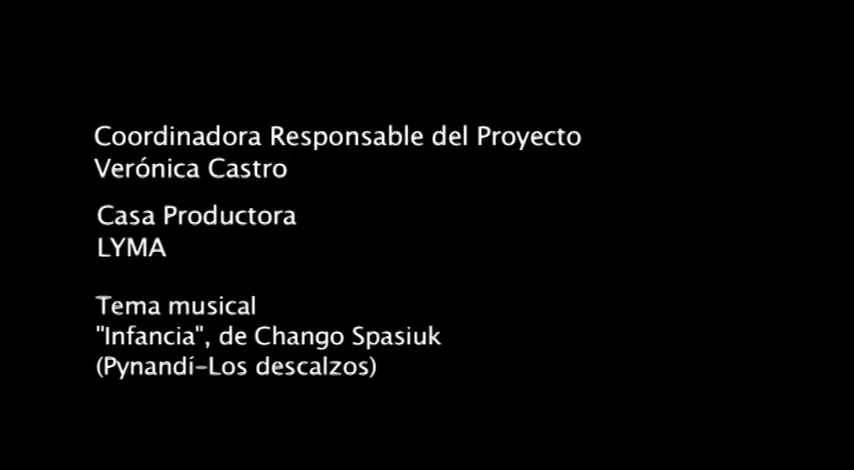 Coordinadora Responsable del Proyecto
Verónica Castro
Casa Productora
LYMA
Tema musical
"Infancia", de Chango Spasiuk
(Pynandí-Los descalzos)